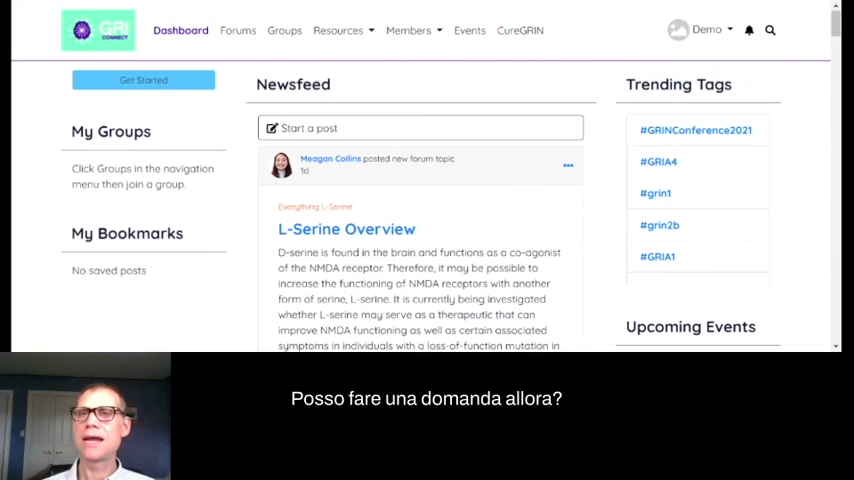 GRI
CONNECT
Dashboard
Forums
Groups
Resources
Members
Events
CureGRIN
Demo
Get Started
My Groups
Click Groups in the navigation
menu then join a group.
My Bookmarks
No saved posts
Newsfeed
Start a post
Meagan Collins posted new forum topic
1d
Everything L-Serine
L-Serine Overview
D-serine is found in the brain and functions as a co-agonist
of the NMDA receptor. Therefore, it may be possible to
increase the functioning of NMDA receptors with another
form of serine, L-serine. It is currently being investigated
whether L-serine may serve as a therapeutic that can
improve NMDA functioning as well as certain associated
symptoms in individuals with a loss-of-function mutation in
Trending Tags
#GRINConference2021
#GRIA4
#grin1
#grin2b
#GRIA1
Upcoming Events
Posso fare una domanda allora?